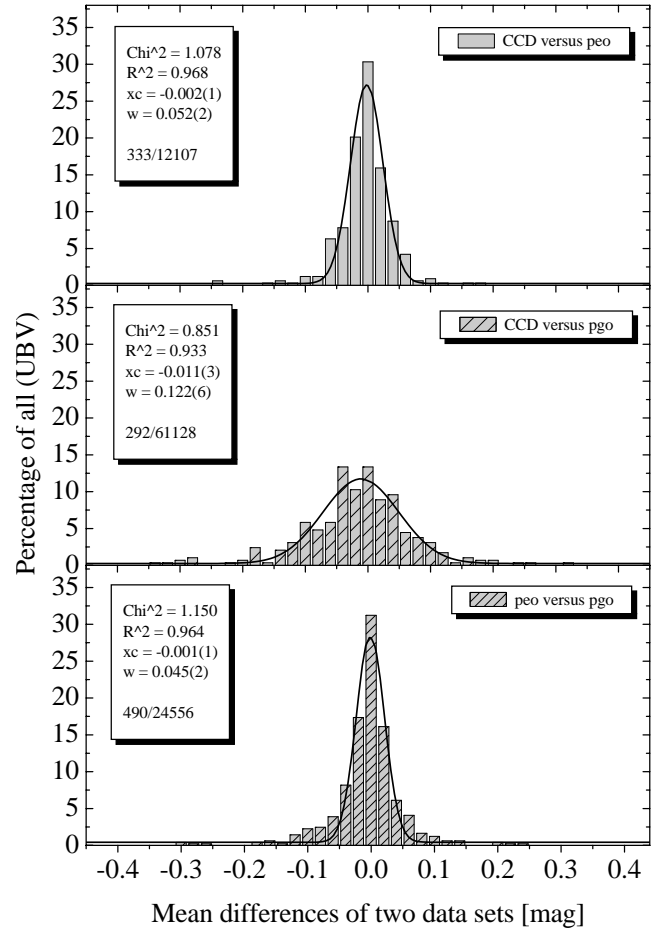 35
30
25
20
15
10
5
0
Chi^2 = 1.078
R^2 = 0.968
xc = -0.002(1)
w = 0.052(2)
333/12107
CCD versus peo
35
30
25
20
15
10
5
0
Chi^2 = 0.851
R^2 = 0.933
xc = -0.011(3)
w = 0.122(6)
292/61128
CCD versus pgo
Percentage of all (UBV)
35
30
25
20
15
10
5
0
Chi^2 = 1.150
R^2 = 0.964
xc = -0.001(1)
w = 0.045(2)
490/24556
peo versus pgo
-0.4 -0.3 -0.2 -0.1 0.0 0.1 0.2 0.3 0.4
Mean differences of two data sets [mag]